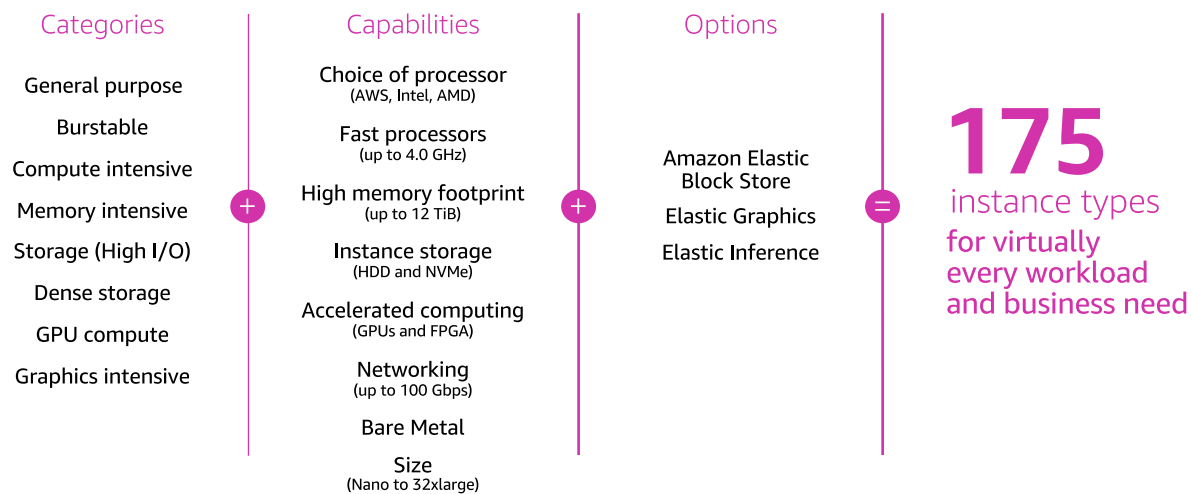 Categories
General purpose
Burstable
Compute intensive
Memory intensive
Storage (High I/O)
Dense storage
GPU compute
Graphics intensive
+
Capabilities
Choice of processor
(AWS, Intel, AMD)
Fast processors
(up to 4.0 GHz)
High memory footprint
(up to 12 TiB)
Instance storage
(HDD and NVMe)
Accelerated computing
(GPUs and FPGA)
Networking
(up to 100 Gbps)
Bare Metal
Size
(Nano to 32xlarge)
+
Options
Amazon Elastic
Block Store
Elastic Graphics
Elastic Inference
=
175
instance types
for virtually
every workload
and business need